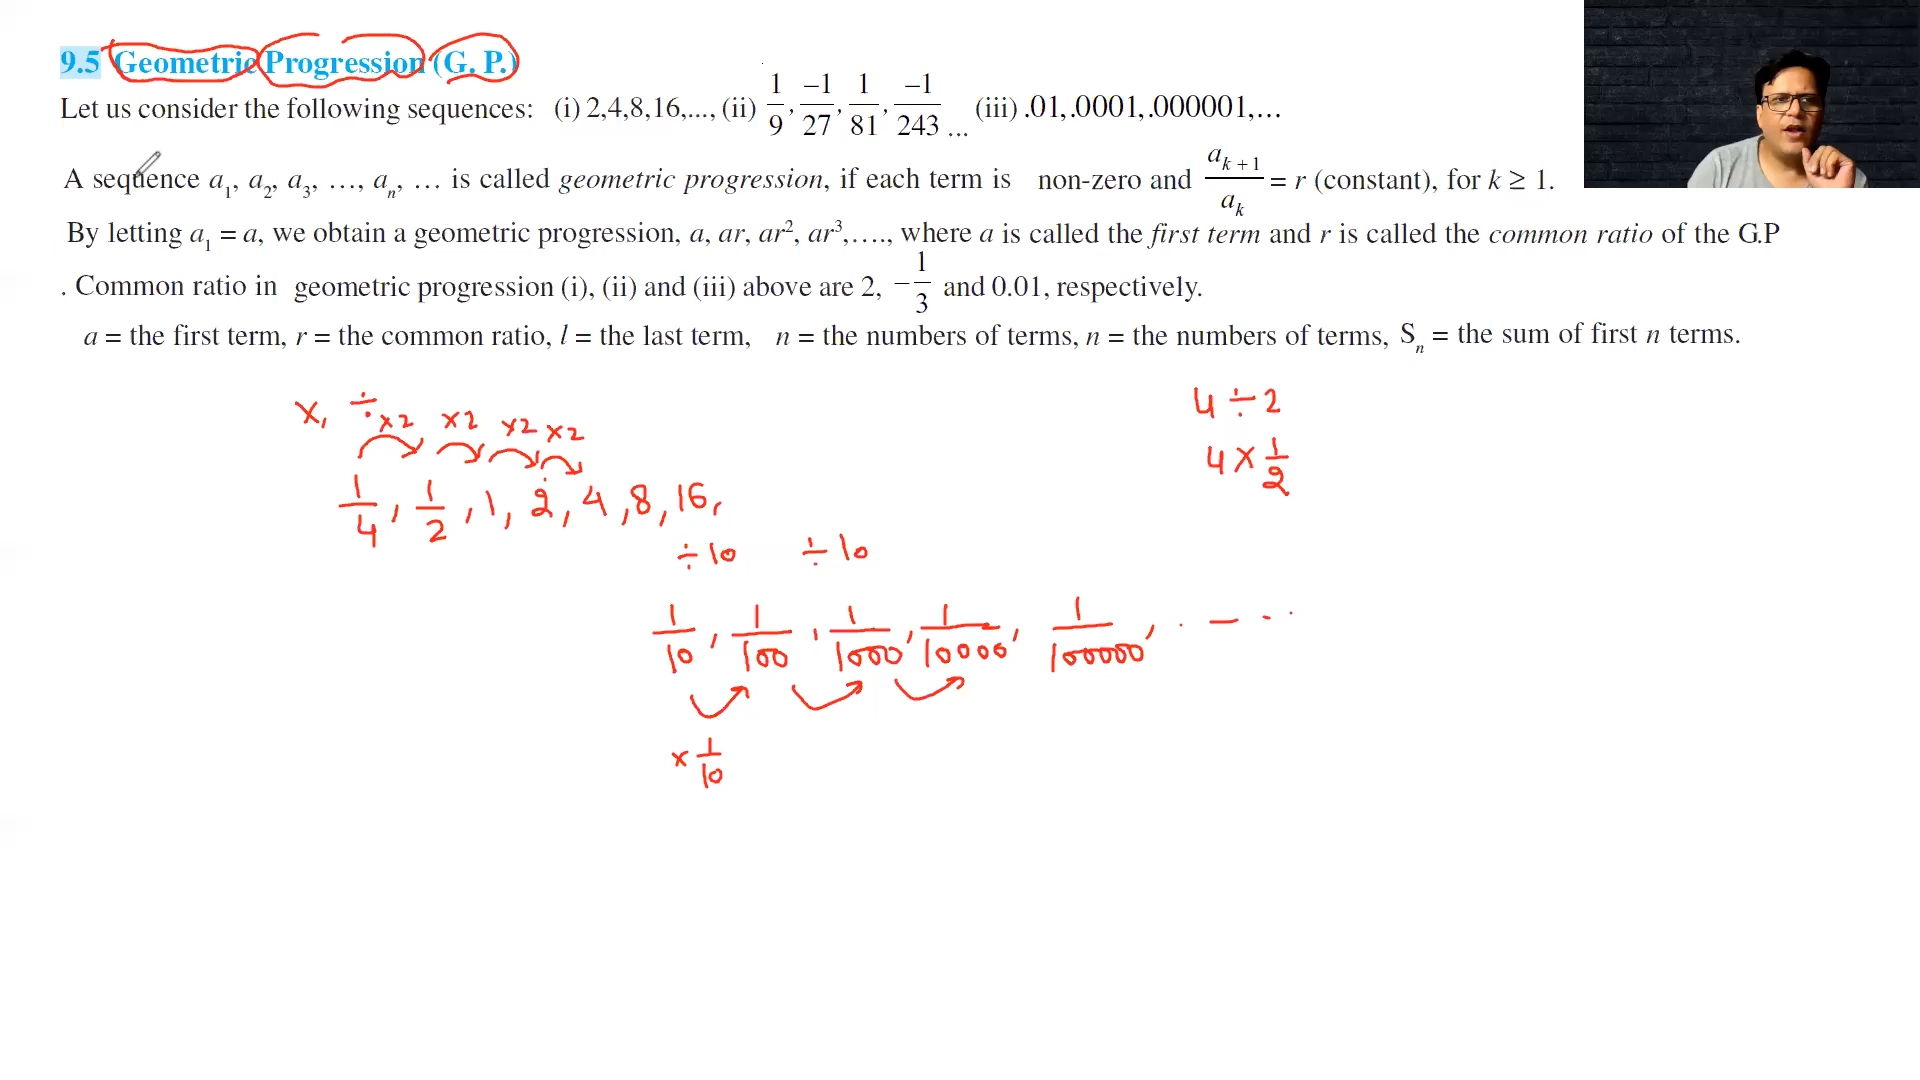 9.5 Geometric Progression (G. P.)
Let us consider the following sequences: (i) 2,4,8,16,..., (ii) 1/9, –1/27, 1/81, –1/243 ... (iii) .01,.0001,.000001,...
A sequence a₁, a₂, a₃, …, aₙ, … is called geometric progression, if each term is non-zero and aₖ₊₁/aₖ = r (constant), for k ≥ 1.
By letting a₁ = a, we obtain a geometric progression, a, ar, ar², ar³,…., where a is called the first term and r is called the common ratio of the G.P
. Common ratio in geometric progression (i), (ii) and (iii) above are 2, –1/3 and 0.01, respectively.
a = the first term, r = the common ratio, l = the last term, n = the numbers of terms, n = the numbers of terms, Sₙ = the sum of first n terms.
×, ÷
×2 ×2 ×2 ×2
1/4, 1/2, 1, 2, 4, 8, 16,
4 ÷ 2
4 × 1/2
÷10 ÷10
1/10, 1/100, 1/1000, 1/10000, 1/100000, . – - .
× 1/10